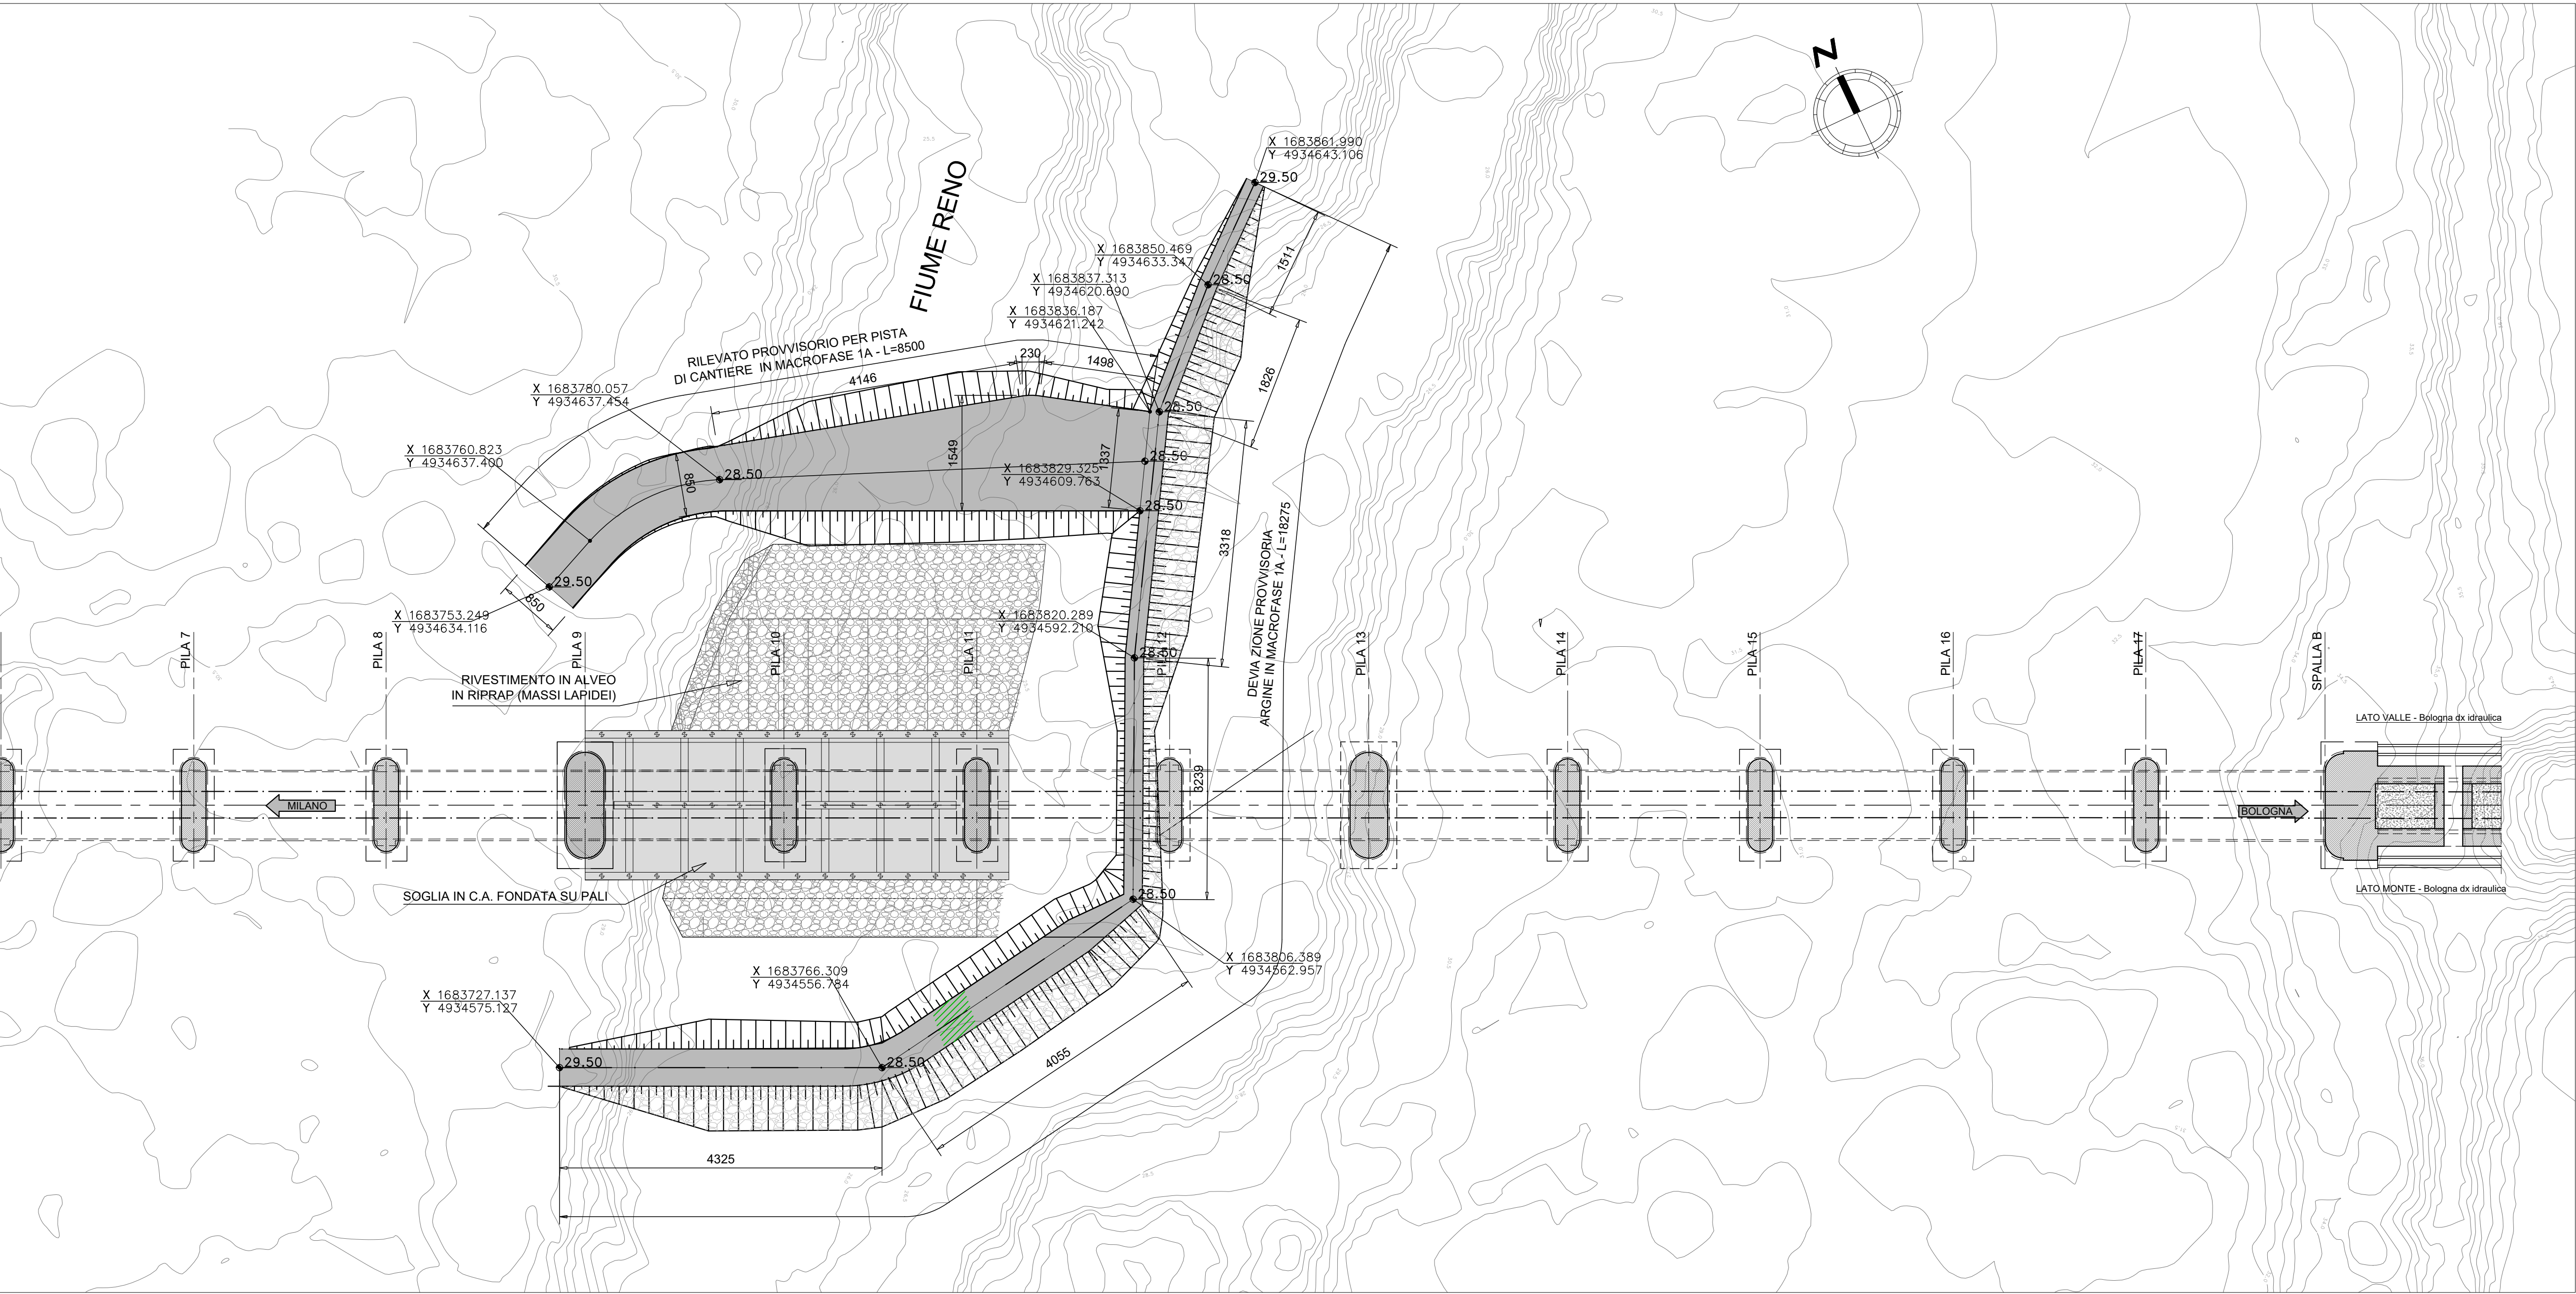 N
X 1683861.990
Y 4934643.106
29.50
FIUME RENO
1511
X 1683850.469
Y 4934633.347
28.50
X 1683837.313
Y 4934620.690
X 1683836.187
Y 4934621.242
RILEVATO PROVVISORIO PER PISTA
DI CANTIERE IN MACROFASE 1A - L=8500
230
1498
4146
1826
X 1683780.057
Y 4934637.454
28.50
X 1683760.823
Y 4934637.400
1549
1337
28.50
X 1683829.325
Y 4934609.763
28.50
850
28.50
3318
DEVIA ZIONE PROVVISORIA
ARGINE IN MACROFASE 1A - L=18275
29.50
850
X 1683753.249
Y 4934634.116
X 1683820.289
Y 4934592.210
28.50
PILA 7
PILA 8
PILA 9
PILA 10
PILA 11
PILA 12
PILA 13
PILA 14
PILA 15
PILA 16
PILA 17
SPALLA B
RIVESTIMENTO IN ALVEO
IN RIPRAP (MASSI LAPIDEI)
LATO VALLE - Bologna dx idraulica
3239
MILANO
BOLOGNA
SOGLIA IN C.A. FONDATA SU PALI
28.50
LATO MONTE - Bologna dx idraulica
X 1683806.389
Y 4934562.957
X 1683766.309
Y 4934556.784
X 1683727.137
Y 4934575.127
29.50
28.50
4055
4325